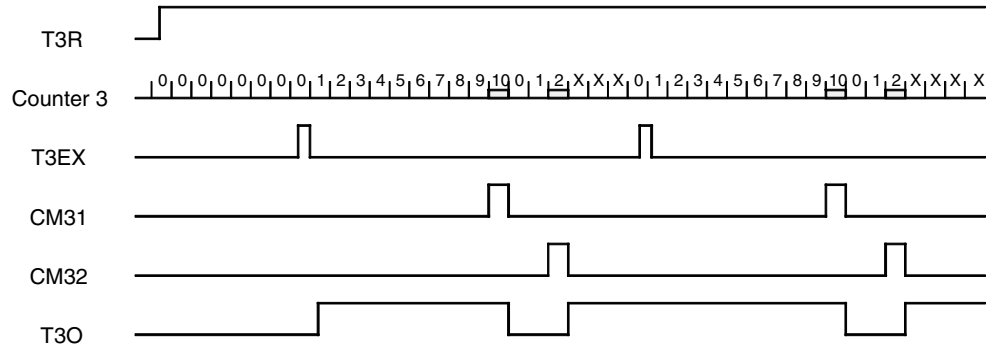 T3R
Counter 3 0 0 0 0 0 0 0 0 1 2 3 4 5 6 7 8 9 10 0 1 2 X X X 0 1 2 3 4 5 6 7 8 9 10 0 1 2 X X X X
T3EX
CM31
CM32
T3O